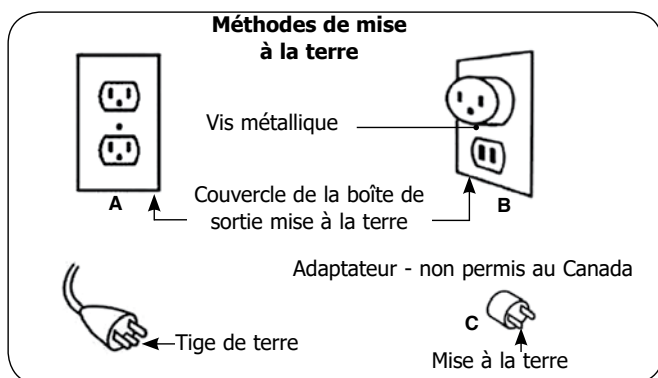 Méthodes de mise
à la terre
Vis métallique
Couvercle de la boîte de
sortie mise à la terre
A
B
Adaptateur - non permis au Canada
Tige de terre
C
Mise à la terre